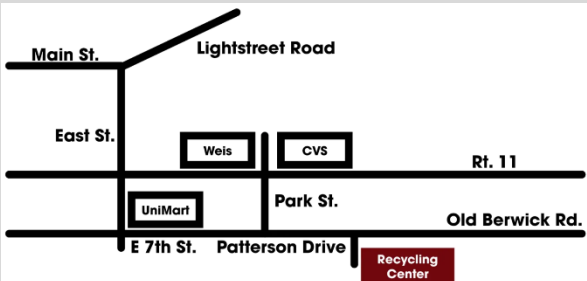 Lightstreet Road
Main St.
East St.
Weis
CVS
Rt. 11
UniMart
Park St.
Old Berwick Rd.
E 7th St.
Patterson Drive
Recycling
Center